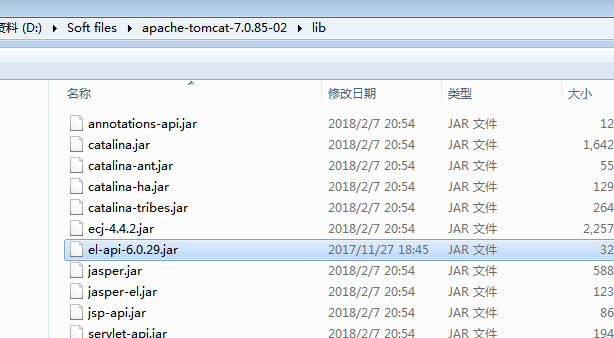 资料 (D:) ▸ Soft files ▸ apache-tomcat-7.0.85-02 ▸ lib
名称 修改日期 类型 大小
annotations-api.jar 2018/2/7 20:54 JAR 文件 12
catalina.jar 2018/2/7 20:54 JAR 文件 1,642
catalina-ant.jar 2018/2/7 20:54 JAR 文件 55
catalina-ha.jar 2018/2/7 20:54 JAR 文件 129
catalina-tribes.jar 2018/2/7 20:54 JAR 文件 264
ecj-4.4.2.jar 2018/2/7 20:54 JAR 文件 2,257
el-api-6.0.29.jar 2017/11/27 18:45 JAR 文件 32
jasper.jar 2018/2/7 20:54 JAR 文件 588
jasper-el.jar 2018/2/7 20:54 JAR 文件 123
jsp-api.jar 2018/2/7 20:54 JAR 文件 86
servlet-api.jar 2018/2/7 20:54 JAR 文件 194